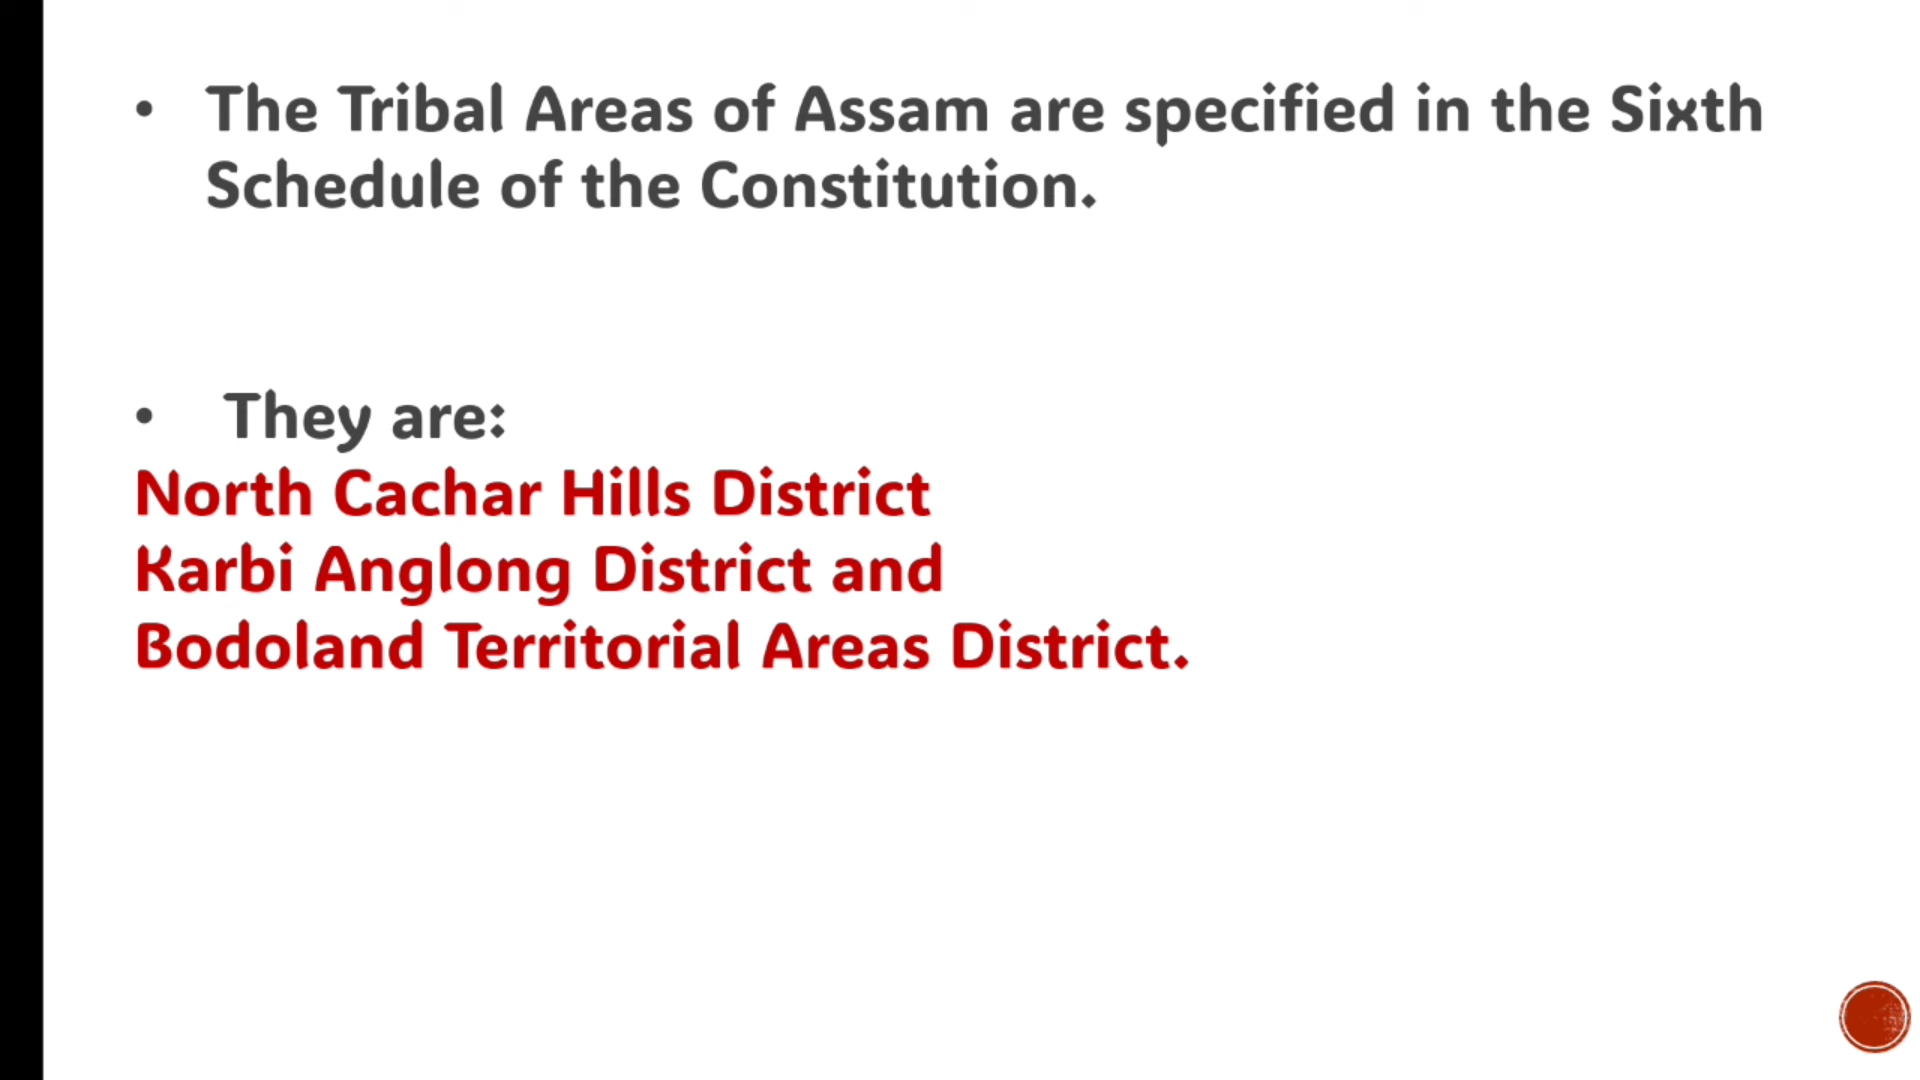 • The Tribal Areas of Assam are specified in the Sixth
Schedule of the Constitution.
• They are:
North Cachar Hills District
Karbi Anglong District and
Bodoland Territorial Areas District.